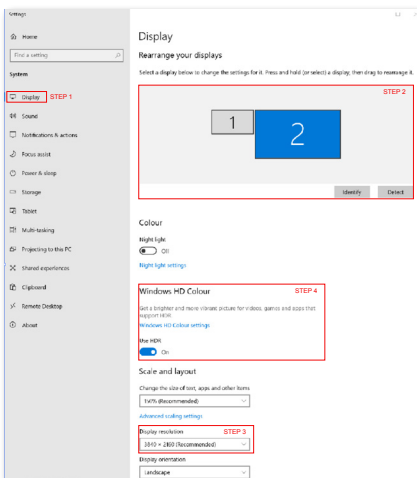 Settings
Home
Find a setting
System
Display STEP 1
Sound
Notifications & actions
Focus assist
Power & sleep
Storage
Tablet
Multi-tasking
Projecting to this PC
Shared experiences
Clipboard
Remote Desktop
About
Display
Rearrange your displays
Select a display below to change the settings for it. Press and hold (or select) a display, then drag to rearrange it.
STEP 2
1
2
Identify Detect
Colour
Night light
Off
Night light settings
Windows HD Colour STEP 4
Get a brighter and more vibrant picture for videos, games and apps that
support HDR.
Windows HD Colour settings
Use HDR
On
Scale and layout
Change the size of text, apps and other items
150% (Recommended)
Advanced scaling settings
Display resolution STEP 3
3840 × 2160 (Recommended)
Display orientation
Landscape